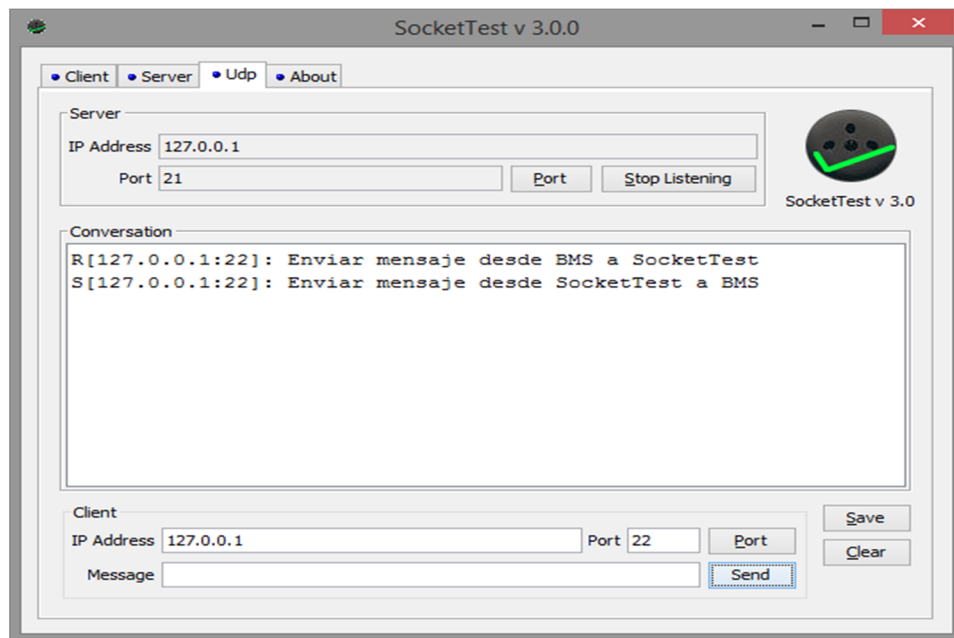 SocketTest v 3.0.0
Client Server Udp About
Server
IP Address 127.0.0.1
Port 21 Port Stop Listening
SocketTest v 3.0
Conversation
R[127.0.0.1:22]: Enviar mensaje desde BMS a SocketTest
S[127.0.0.1:22]: Enviar mensaje desde SocketTest a BMS
Client
IP Address 127.0.0.1 Port 22 Port
Message Send
Save
Clear